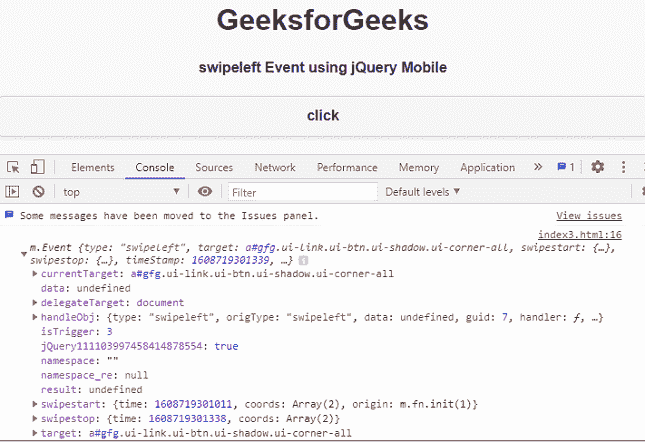 GeeksforGeeks
swipeleft Event using jQuery Mobile
click
Elements Console Sources Network Performance Memory Application » 1
top Filter Default levels
Some messages have been moved to the Issues panel. View issues
index3.html:16
m.Event {type: "swipeleft", target: a#gfg.ui-link.ui-btn.ui-shadow.ui-corner-all, swipestart: {…},
swipestop: {…}, timeStamp: 1608719301339, …}
currentTarget: a#gfg.ui-link.ui-btn.ui-shadow.ui-corner-all
data: undefined
delegateTarget: document
handleObj: {type: "swipeleft", origType: "swipeleft", data: undefined, guid: 7, handler: ƒ, …}
isTrigger: 3
jQuery111103997458414878554: true
namespace: ""
namespace_re: null
result: undefined
swipestart: {time: 1608719301011, coords: Array(2), origin: m.fn.init(1)}
swipestop: {time: 1608719301338, coords: Array(2)}
target: a#gfg.ui-link.ui-btn.ui-shadow.ui-corner-all